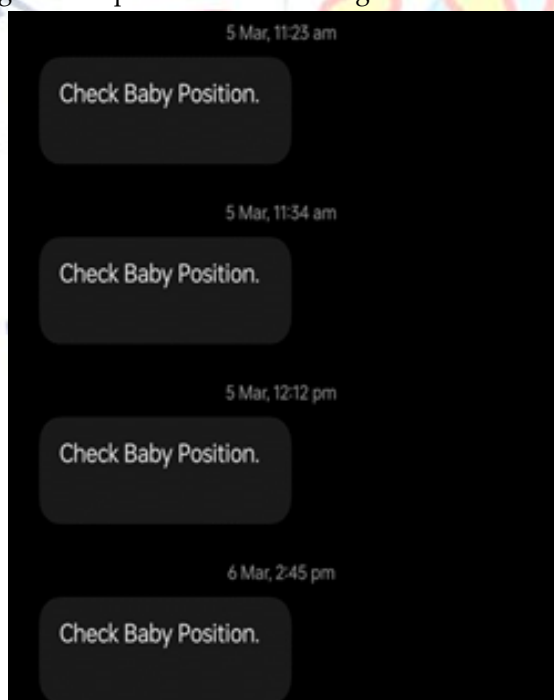 5 Mar, 11:23 am
Check Baby Position.
5 Mar, 11:34 am
Check Baby Position.
5 Mar, 12:12 pm
Check Baby Position.
6 Mar, 2:45 pm
Check Baby Position.